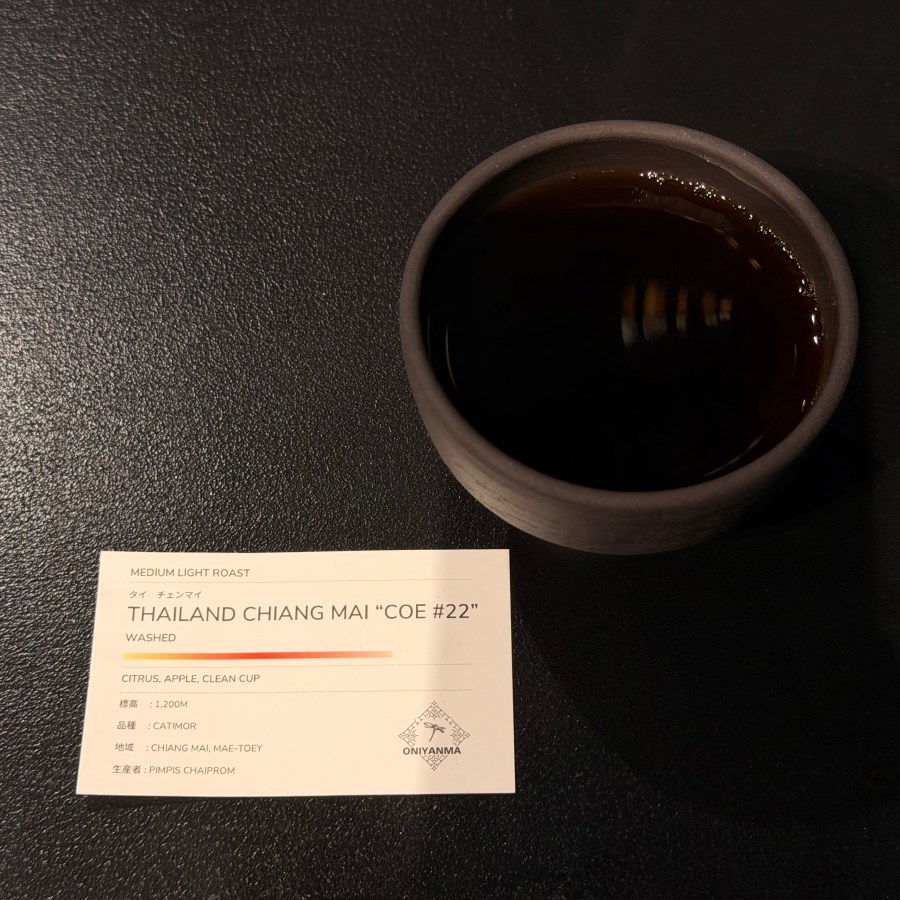 MEDIUM LIGHT ROAST
タイ　チェンマイ
THAILAND CHIANG MAI “COE #22”
WASHED
CITRUS, APPLE, CLEAN CUP
標高　: 1,200M
品種　: CATIMOR
地域　: CHIANG MAI, MAE-TOEY
生産者 : PIMPIS CHAIPROM
ONIYANMA